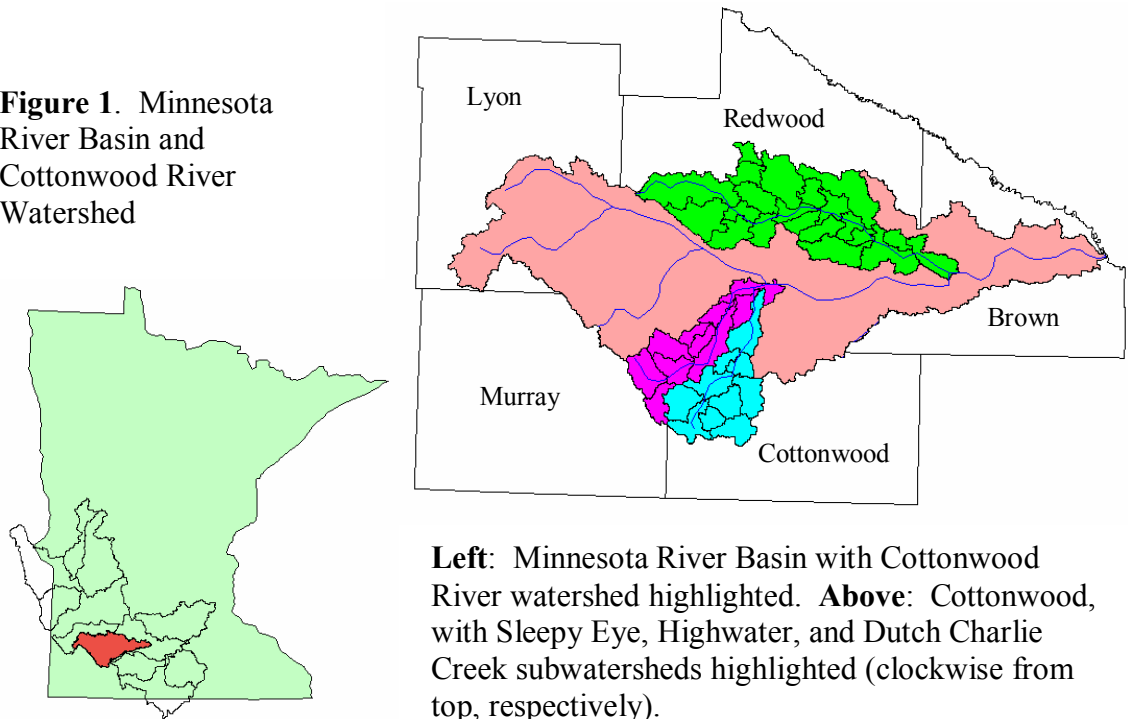 Figure 1.  Minnesota
River Basin and
Cottonwood River
Watershed
Lyon
Redwood
Brown
Murray
Cottonwood
Left:  Minnesota River Basin with Cottonwood
River watershed highlighted.  Above:  Cottonwood,
with Sleepy Eye, Highwater, and Dutch Charlie
Creek subwatersheds highlighted (clockwise from
top, respectively).